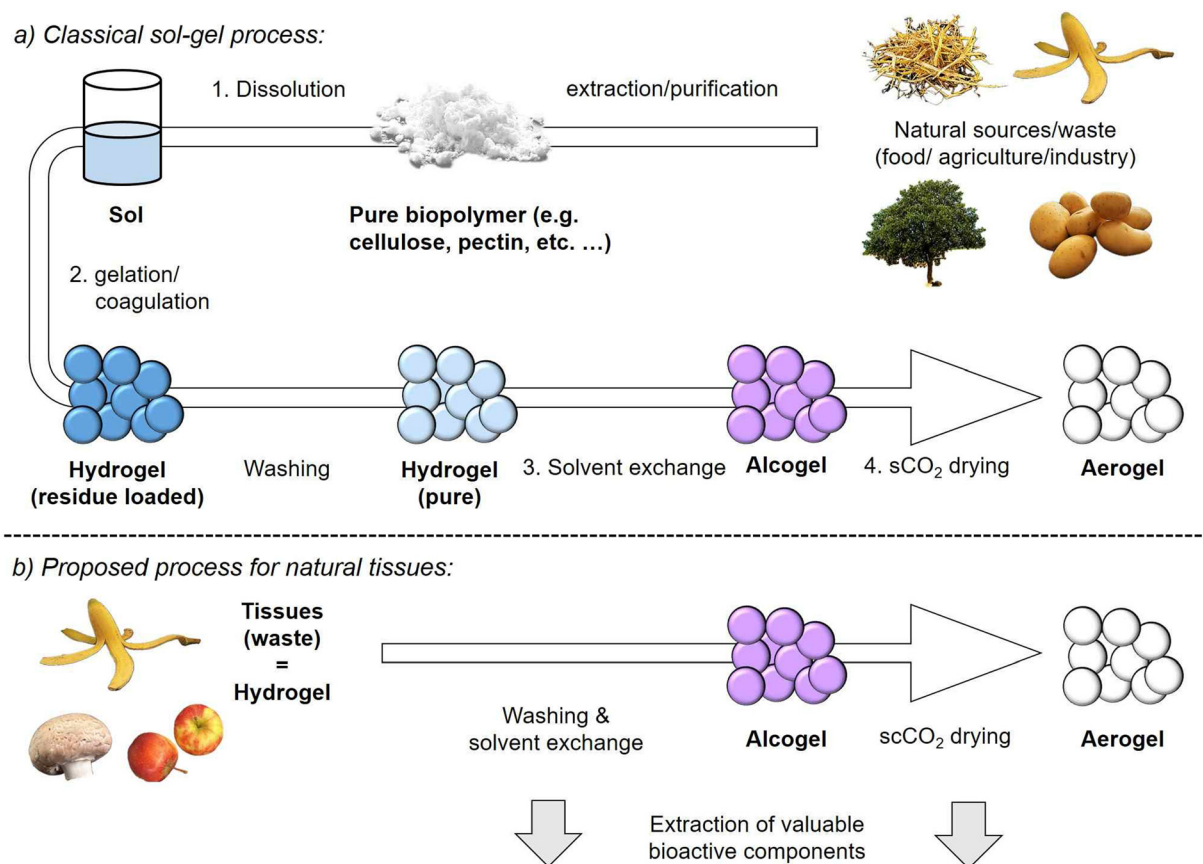 a) Classical sol-gel process:
1. Dissolution
extraction/purification
Natural sources/waste
(food/ agriculture/industry)
Sol
Pure biopolymer (e.g.
cellulose, pectin, etc. …)
2. gelation/
coagulation
Hydrogel
(residue loaded)
Washing
Hydrogel
(pure)
3. Solvent exchange
Alcogel
4. sCO₂ drying
Aerogel
b) Proposed process for natural tissues:
Tissues
(waste)
=
Hydrogel
Washing &
solvent exchange
Alcogel
scCO₂ drying
Aerogel
Extraction of valuable
bioactive components